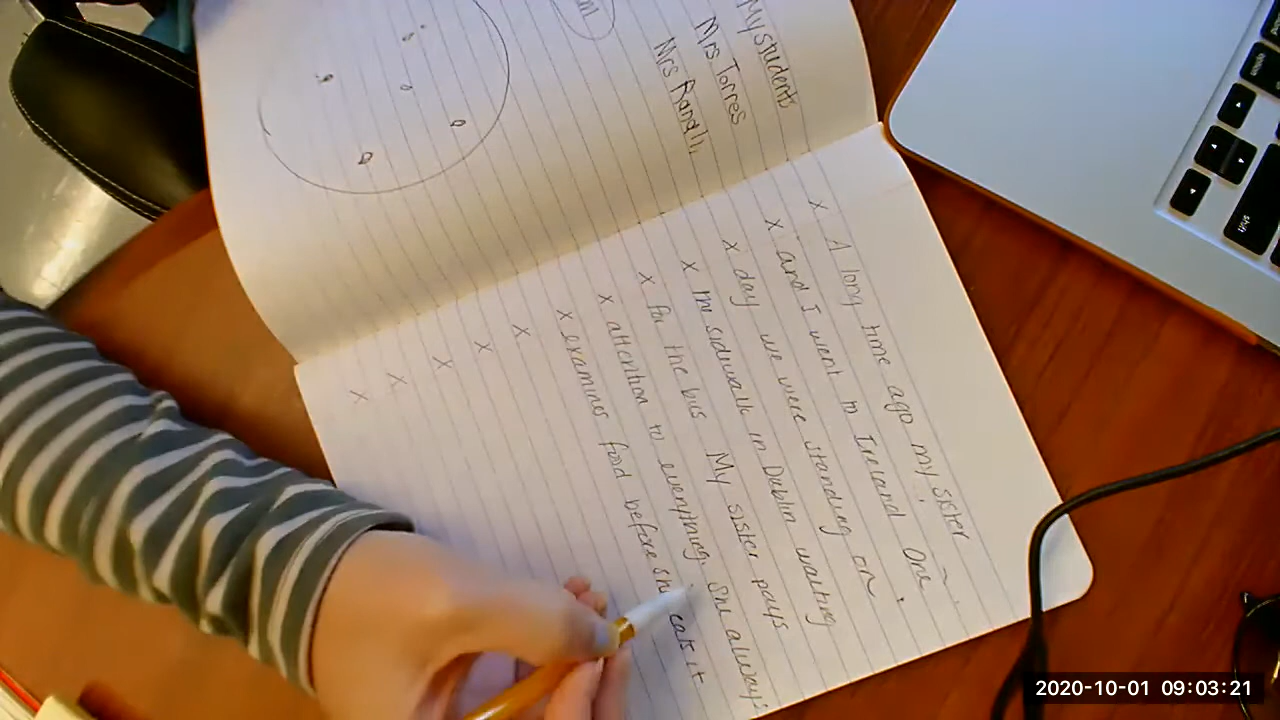 My students
Mrs Torres
Mrs
m
x A long time ago my sister
x and I went to Ireland. One
x day we were standing on
x the sidewalk in Dublin waiting
x for the bus My sister pays
x attention to everything. She always
x examines food before she eats it
x
x
x
x
x
shift
2020-10-01 09:03:21